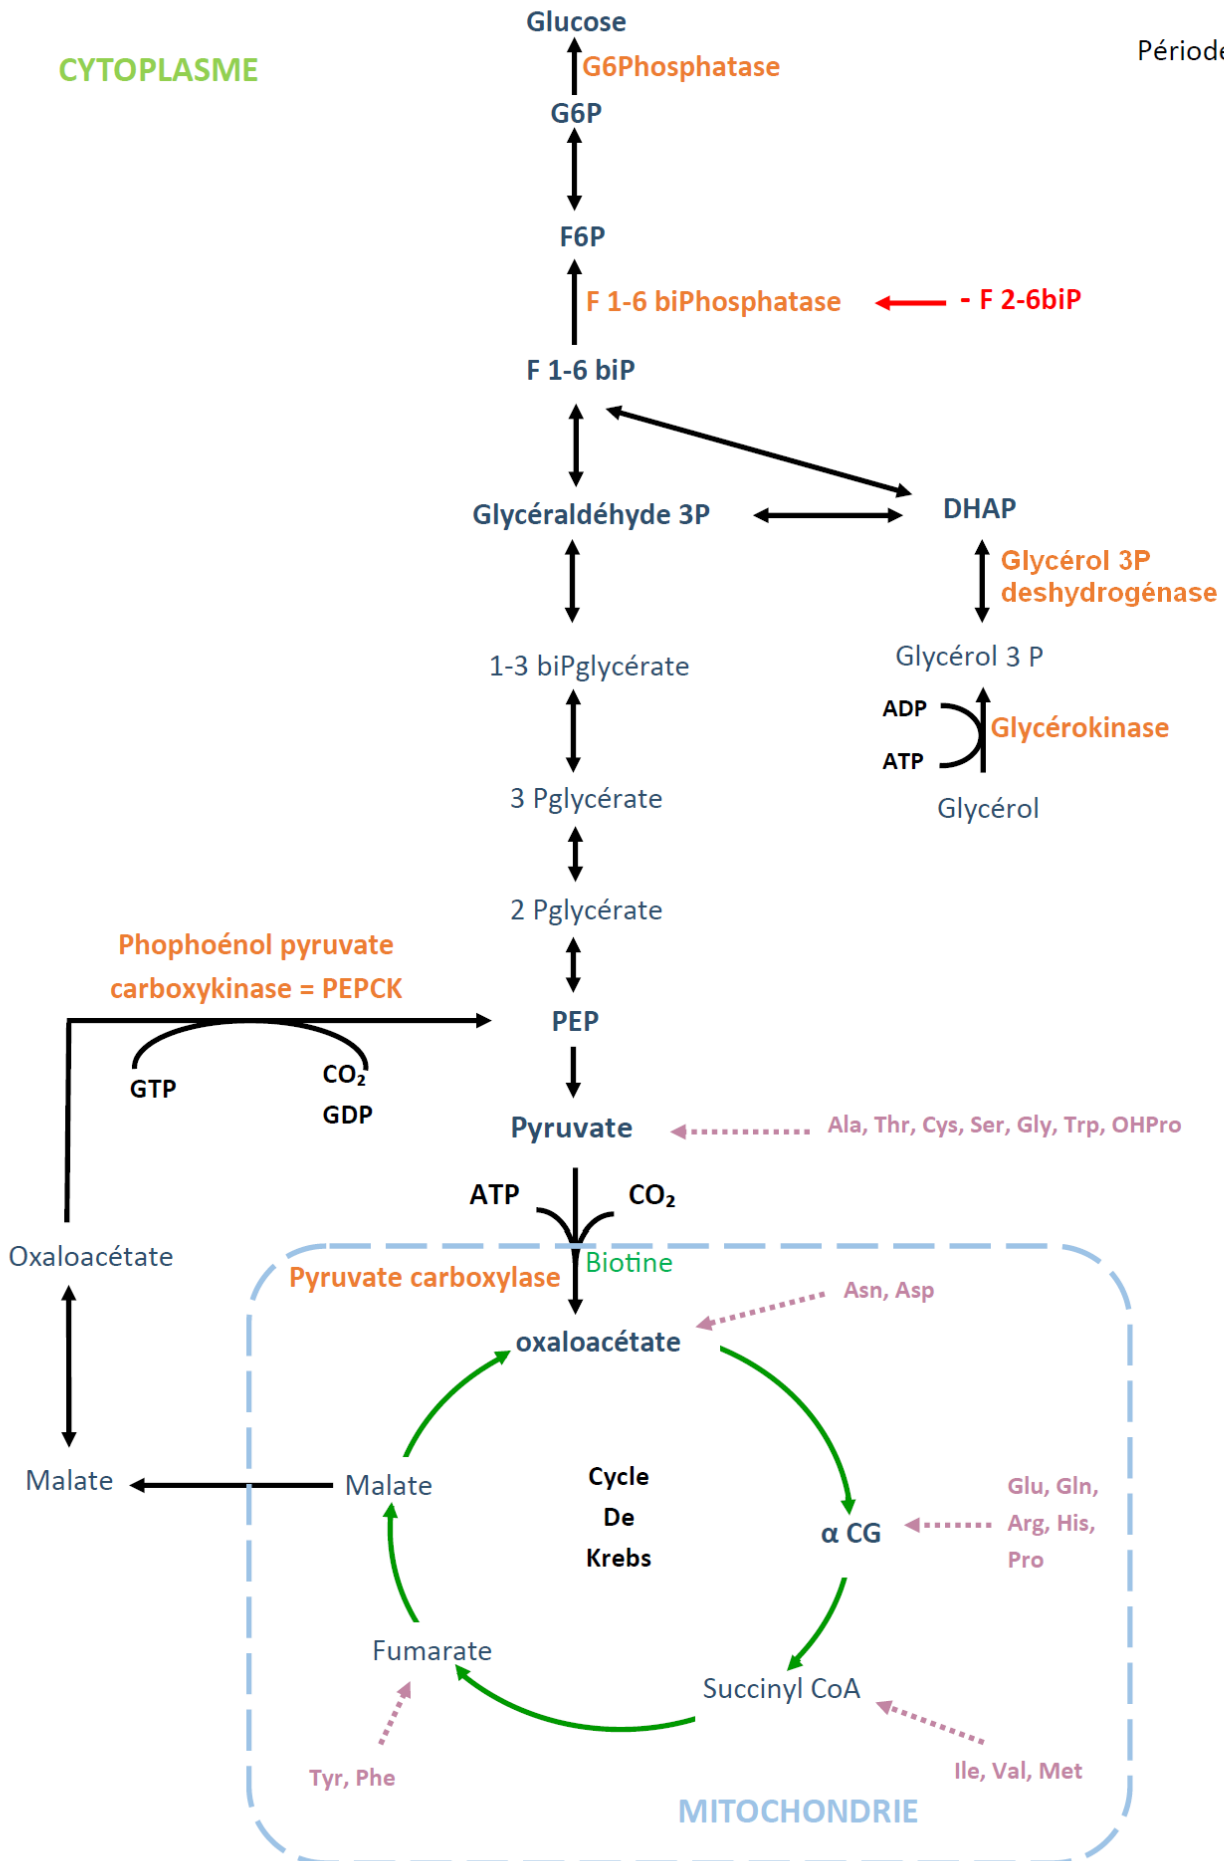 Glucose
CYTOPLASME
Période
G6Phosphatase
G6P
F6P
F 1-6 biPhosphatase
- F 2-6biP
F 1-6 biP
Glycéraldéhyde 3P
DHAP
Glycérol 3P
deshydrogénase
1-3 biPglycérate
Glycérol 3 P
ADP
Glycérokinase
ATP
3 Pglycérate
Glycérol
2 Pglycérate
Phophoénol pyruvate
carboxykinase = PEPCK
PEP
GTP
CO₂
GDP
Pyruvate
Ala, Thr, Cys, Ser, Gly, Trp, OHPro
ATP
CO₂
Oxaloacétate
Pyruvate carboxylase
Biotine
Asn, Asp
oxaloacétate
Malate
Malate
Cycle
De
Krebs
α CG
Glu, Gln,
Arg, His,
Pro
Fumarate
Succinyl CoA
Tyr, Phe
Ile, Val, Met
MITOCHONDRIE